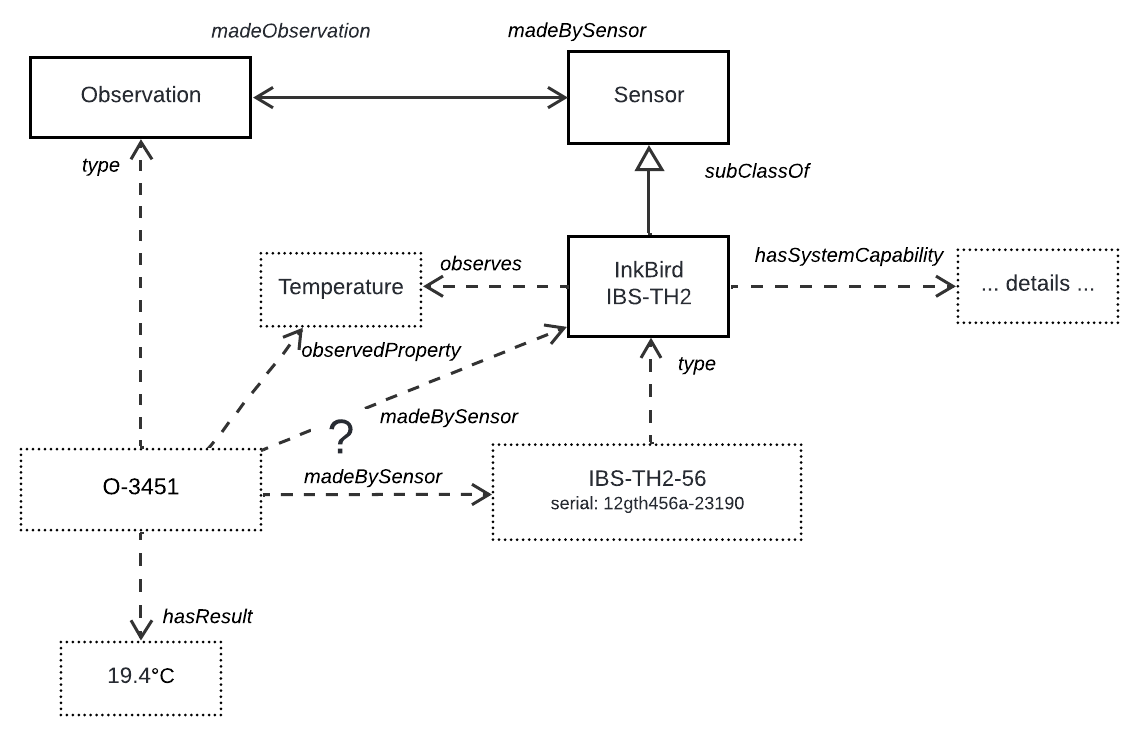 madeObservation
madeBySensor
Observation
Sensor
type
subClassOf
Temperature
observes
InkBird
IBS-TH2
hasSystemCapability
... details ...
observedProperty
type
madeBySensor
?
O-3451
madeBySensor
IBS-TH2-56
serial: 12gth456a-23190
hasResult
19.4°C